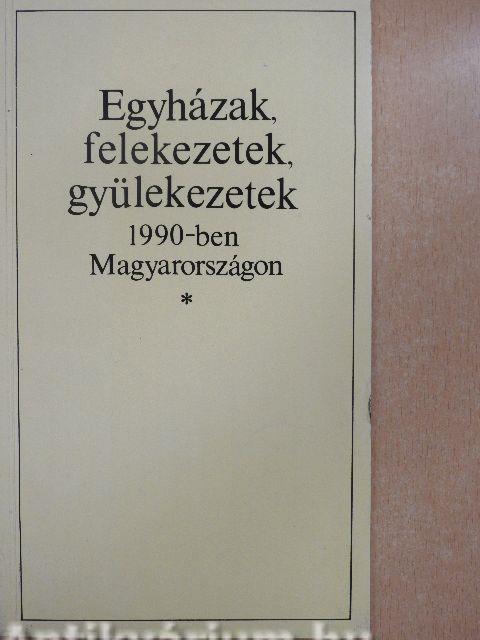 Egyházak,
felekezetek,
gyülekezetek
1990-ben
Magyarországon
*